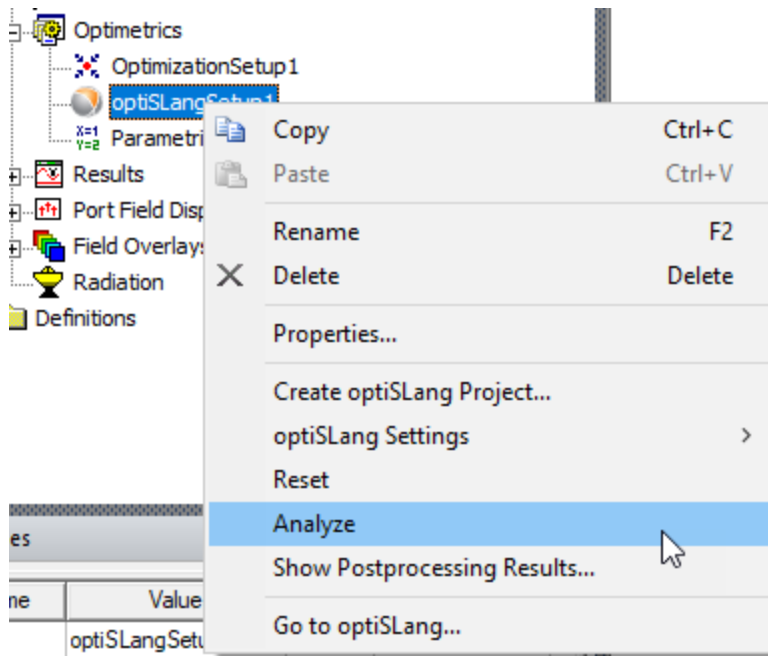 Optimetrics
OptimizationSetup1
optiSLangSetup1
X=1
Y=2
Parametri
Results
Port Field Disp
Field Overlays
Radiation
Definitions
Copy Ctrl+C
Paste Ctrl+V
Rename F2
Delete Delete
Properties...
Create optiSLang Project...
optiSLang Settings
Reset
Analyze
Show Postprocessing Results...
Go to optiSLang...
es
me Value
optiSLangSetu